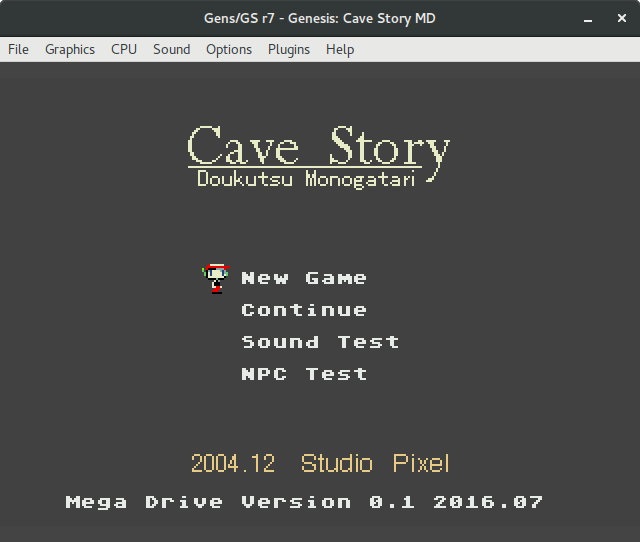 Gens/GS r7 - Genesis: Cave Story MD
File Graphics CPU Sound Options Plugins Help
Cave Story
Doukutsu Monogatari
New Game
Continue
Sound Test
NPC Test
2004.12 Studio Pixel
Mega Drive Version 0.1 2016.07